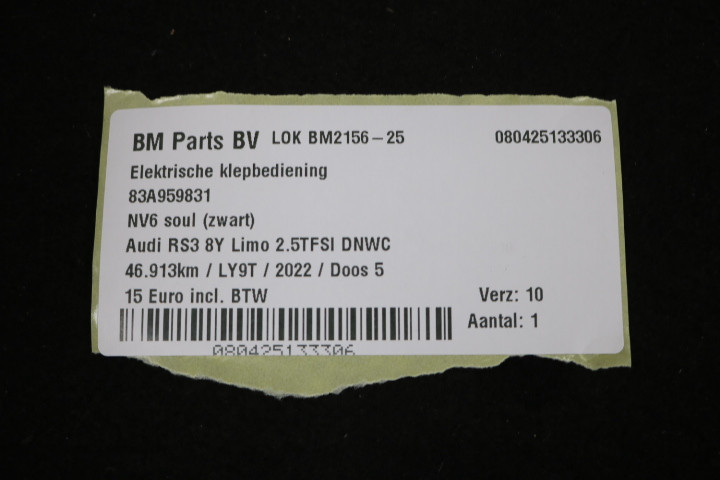 BM Parts BV LOK BM2156-25 080425133306
Elektrische klepbediening
83A959831
NV6 soul (zwart)
Audi RS3 8Y Limo 2.5TFSI DNWC
46.913km / LY9T / 2022 / Doos 5
15 Euro incl. BTW Verz: 10
Aantal: 1
080425133306